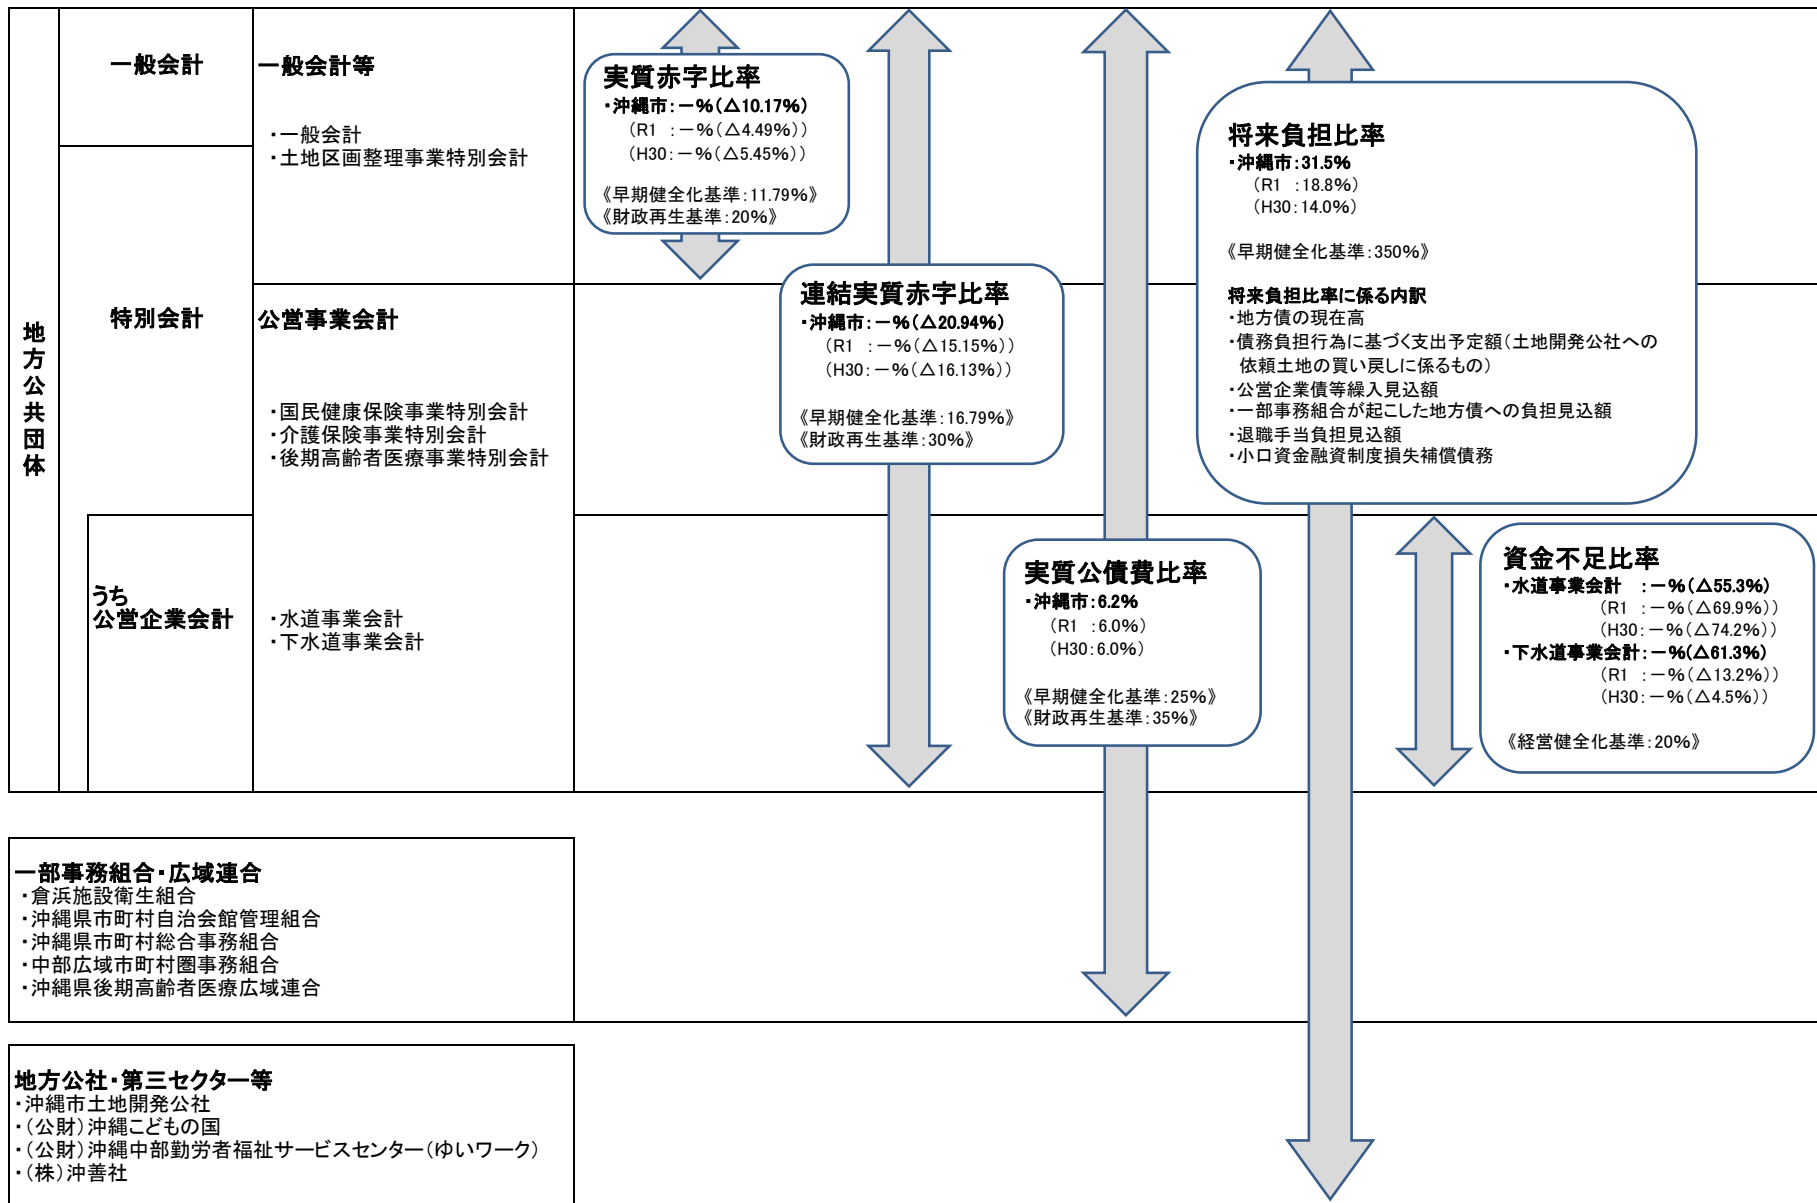 地方公共団体
一般会計
特別会計
うち
公営企業会計
一般会計等
・一般会計
・土地区画整理事業特別会計
公営事業会計
・国民健康保険事業特別会計
・介護保険事業特別会計
・後期高齢者医療事業特別会計
・水道事業会計
・下水道事業会計
実質赤字比率
・沖縄市：－％（△10.17％）
（R1　：－％（△4.49％））
（H30：－％（△5.45％））
《早期健全化基準：11.79％》
《財政再生基準：20％》
連結実質赤字比率
・沖縄市：－％（△20.94％）
（R1　：－％（△15.15％））
（H30：－％（△16.13％））
《早期健全化基準：16.79％》
《財政再生基準：30％》
実質公債費比率
・沖縄市：6.2％
（R1　：6.0％）
（H30：6.0％）
《早期健全化基準：25％》
《財政再生基準：35％》
将来負担比率
・沖縄市：31.5％
（R1　：18.8％）
（H30：14.0％）
《早期健全化基準：350％》
将来負担比率に係る内訳
・地方債の現在高
・債務負担行為に基づく支出予定額（土地開発公社への
依頼土地の買い戻しに係るもの）
・公営企業債等繰入見込額
・一部事務組合が起こした地方債への負担見込額
・退職手当負担見込額
・小口資金融資制度損失補償債務
資金不足比率
・水道事業会計　：－％（△55.3％）
（R1　：－％（△69.9％））
（H30：－％（△74.2％））
・下水道事業会計：－％（△61.3％）
（R1　：－％（△13.2％））
（H30：－％（△4.5％））
《経営健全化基準：20％》
一部事務組合・広域連合
・倉浜施設衛生組合
・沖縄県市町村自治会館管理組合
・沖縄県市町村総合事務組合
・中部広域市町村圏事務組合
・沖縄県後期高齢者医療広域連合
地方公社・第三セクター等
・沖縄市土地開発公社
・（公財）沖縄こどもの国
・（公財）沖縄中部勤労者福祉サービスセンター（ゆいワーク）
・（株）沖善社